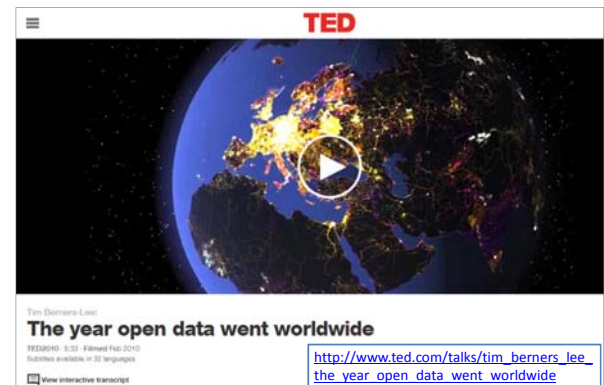 TED
Tim Berners-Lee:
The year open data went worldwide
TED2010 · 5:33 · Filmed Feb 2010
Subtitles available in 32 languages
View interactive transcript
http://www.ted.com/talks/tim_berners_lee_
the_year_open_data_went_worldwide